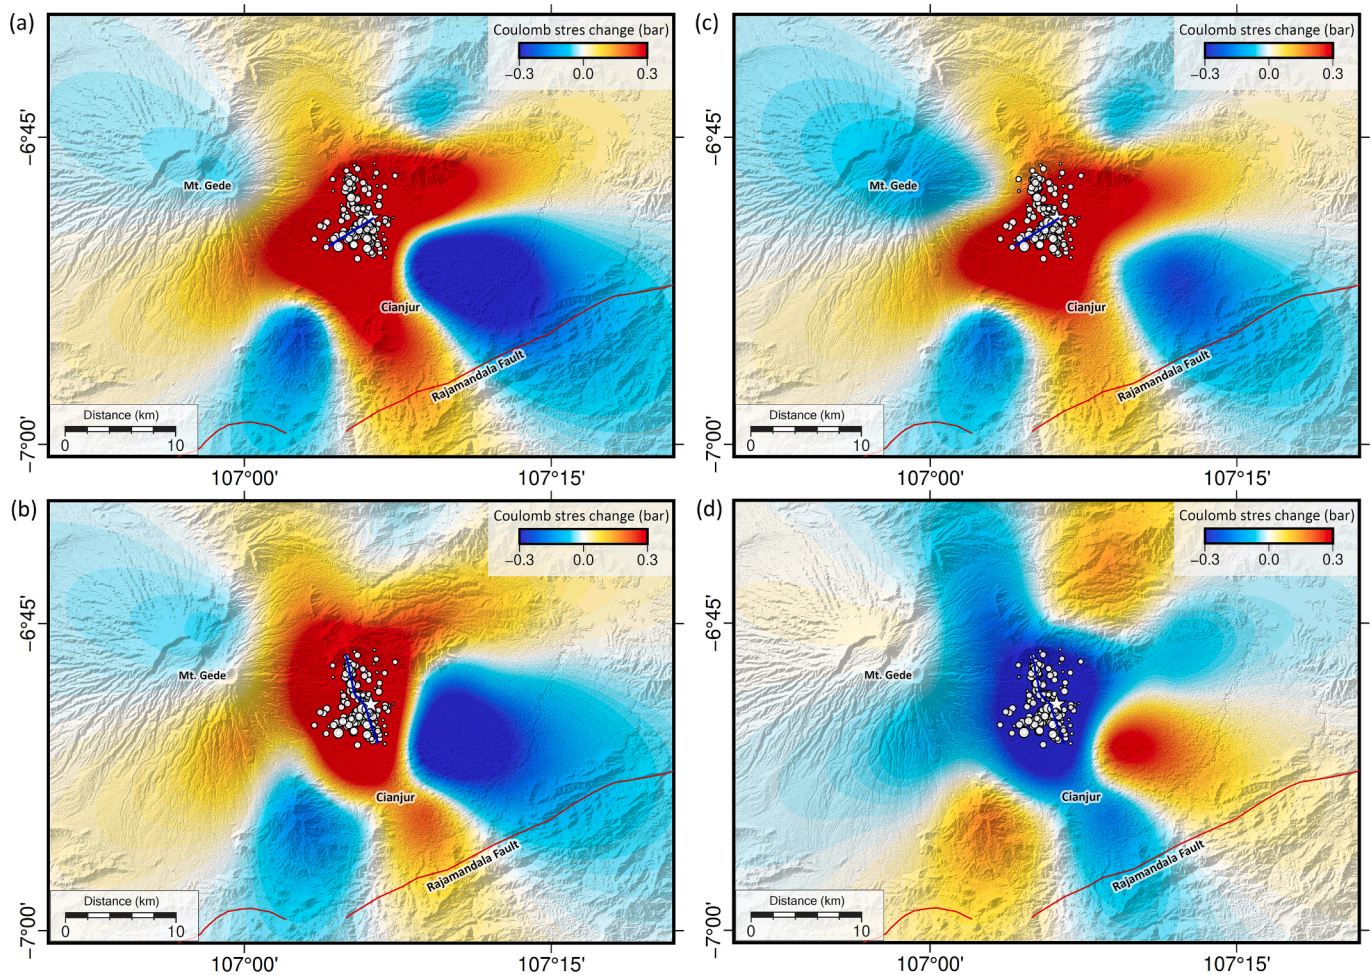 (a)
Coulomb stres change (bar)
−0.3 0.0 0.3
−6°45'
Mt. Gede
Cianjur
Rajamandala Fault
Distance (km)
0 10
−7°00'
107°00' 107°15'
(c)
Coulomb stres change (bar)
−0.3 0.0 0.3
−6°45'
Mt. Gede
Cianjur
Rajamandala Fault
Distance (km)
0 10
−7°00'
107°00' 107°15'
(b)
Coulomb stres change (bar)
−0.3 0.0 0.3
−6°45'
Mt. Gede
Cianjur
Rajamandala Fault
Distance (km)
0 10
−7°00'
107°00' 107°15'
(d)
Coulomb stres change (bar)
−0.3 0.0 0.3
−6°45'
Mt. Gede
Cianjur
Rajamandala Fault
Distance (km)
0 10
−7°00'
107°00' 107°15'